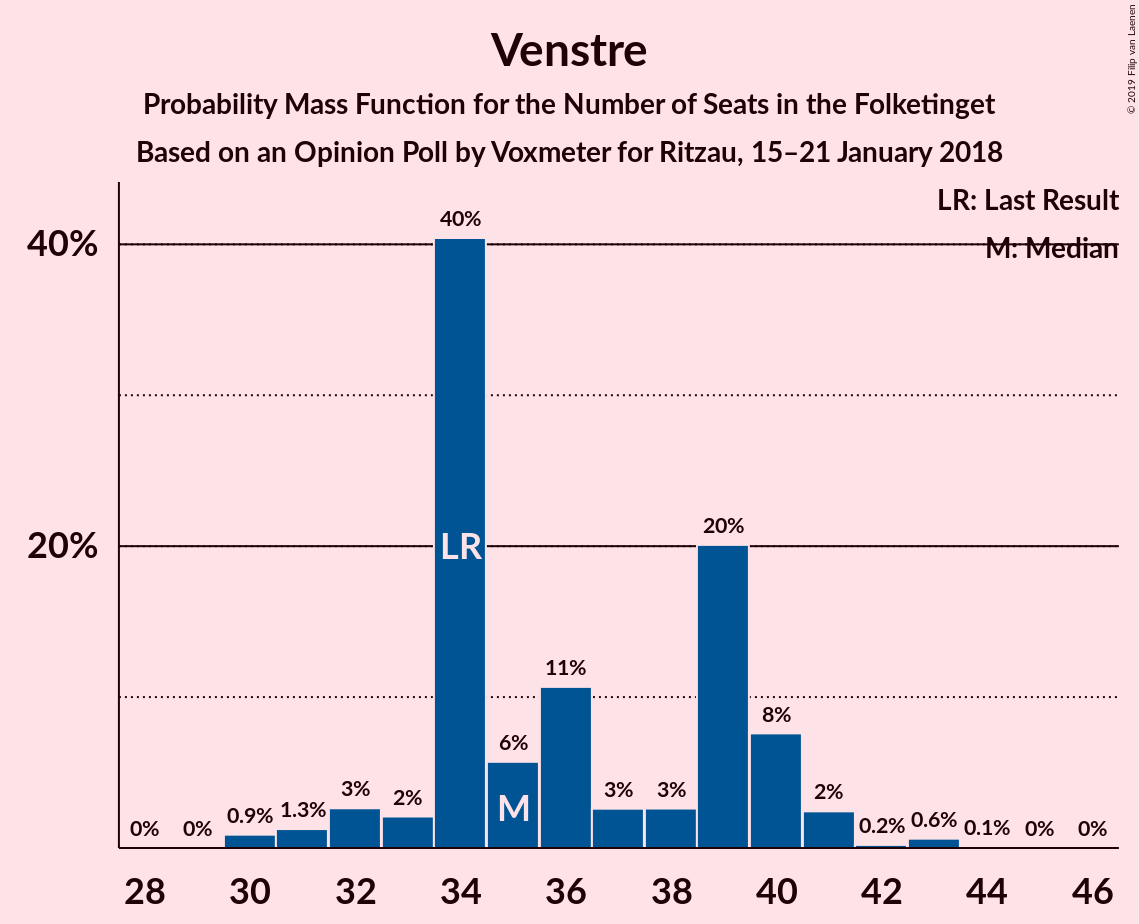 Venstre
Probability Mass Function for the Number of Seats in the Folketinget
Based on an Opinion Poll by Voxmeter for Ritzau, 15–21 January 2018
© 2019 Filip van Laenen
LR: Last Result
M: Median
40%
20%
0%
0%
0.9%
1.3%
3%
2%
40%
LR
6%
M
11%
3%
3%
20%
8%
2%
0.2%
0.6%
0.1%
0%
0%
28 30 32 34 36 38 40 42 44 46